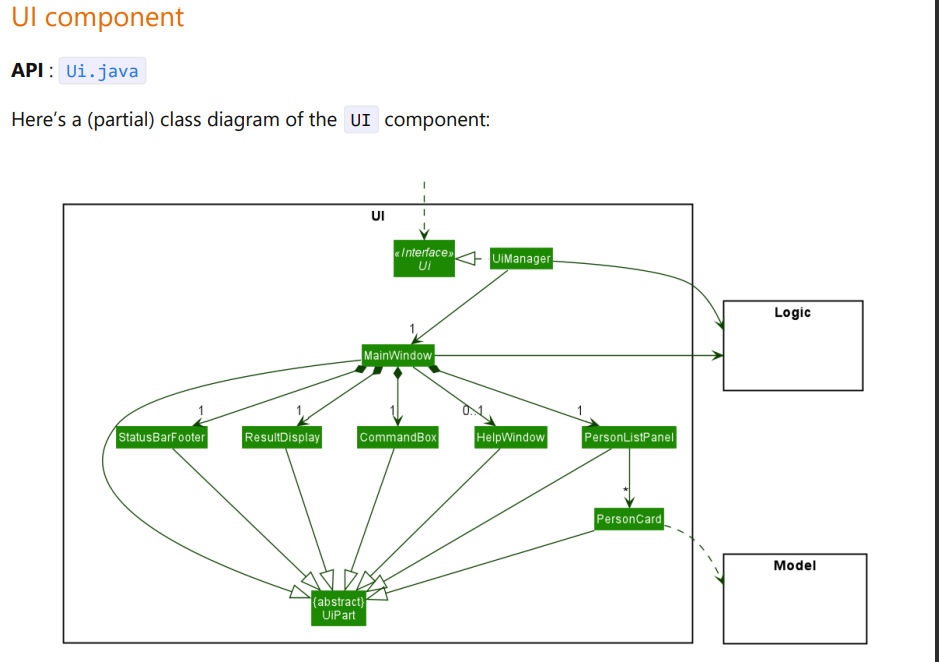 UI component
API : Ui.java
Here’s a (partial) class diagram of the UI component:
UI
«Interface»
Ui
UiManager
Logic
1
MainWindow
1
1
1
0..1
1
StatusBarFooter
ResultDisplay
CommandBox
HelpWindow
PersonListPanel
*
PersonCard
Model
{abstract}
UiPart